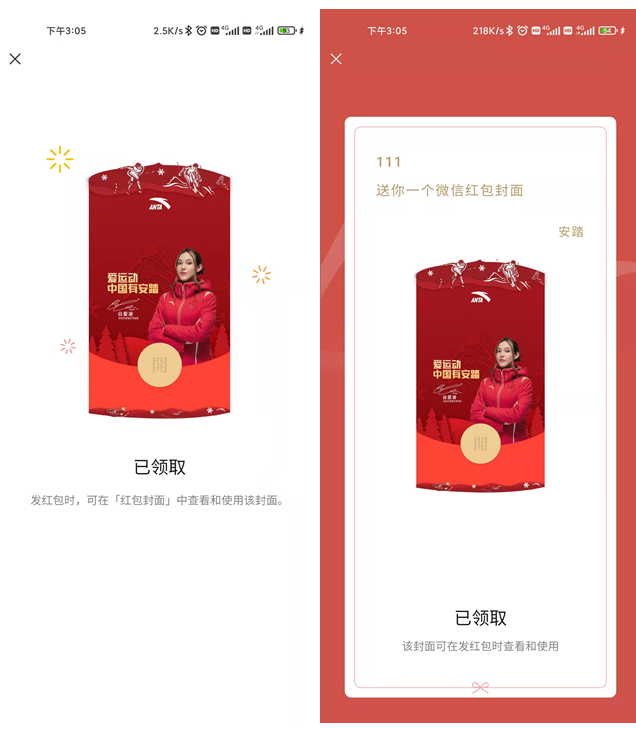 下午3:05
2.5K/s
HD
4G
HD
4G
53
ANTA
爱运动
中国有安踏
谷爱凌
開
已领取
发红包时，可在「红包封面」中查看和使用该封面。
下午3:05
218K/s
HD
4G
HD
4G
54
111
送你一个微信红包封面
安踏
ANTA
爱运动
中国有安踏
谷爱凌
開
已领取
该封面可在发红包时查看和使用